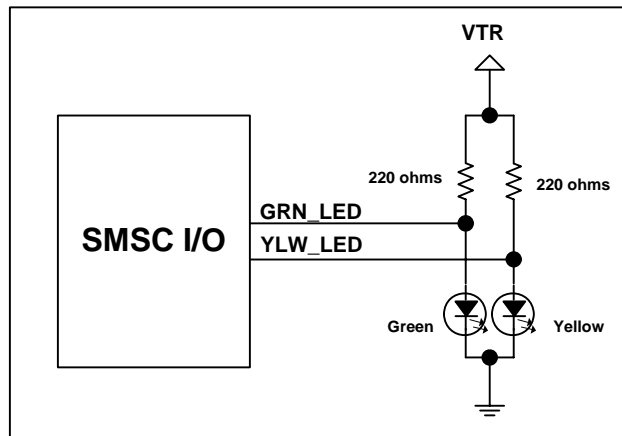 VTR
220 ohms
220 ohms
GRN_LED
SMSC I/O
YLW_LED
Green
Yellow